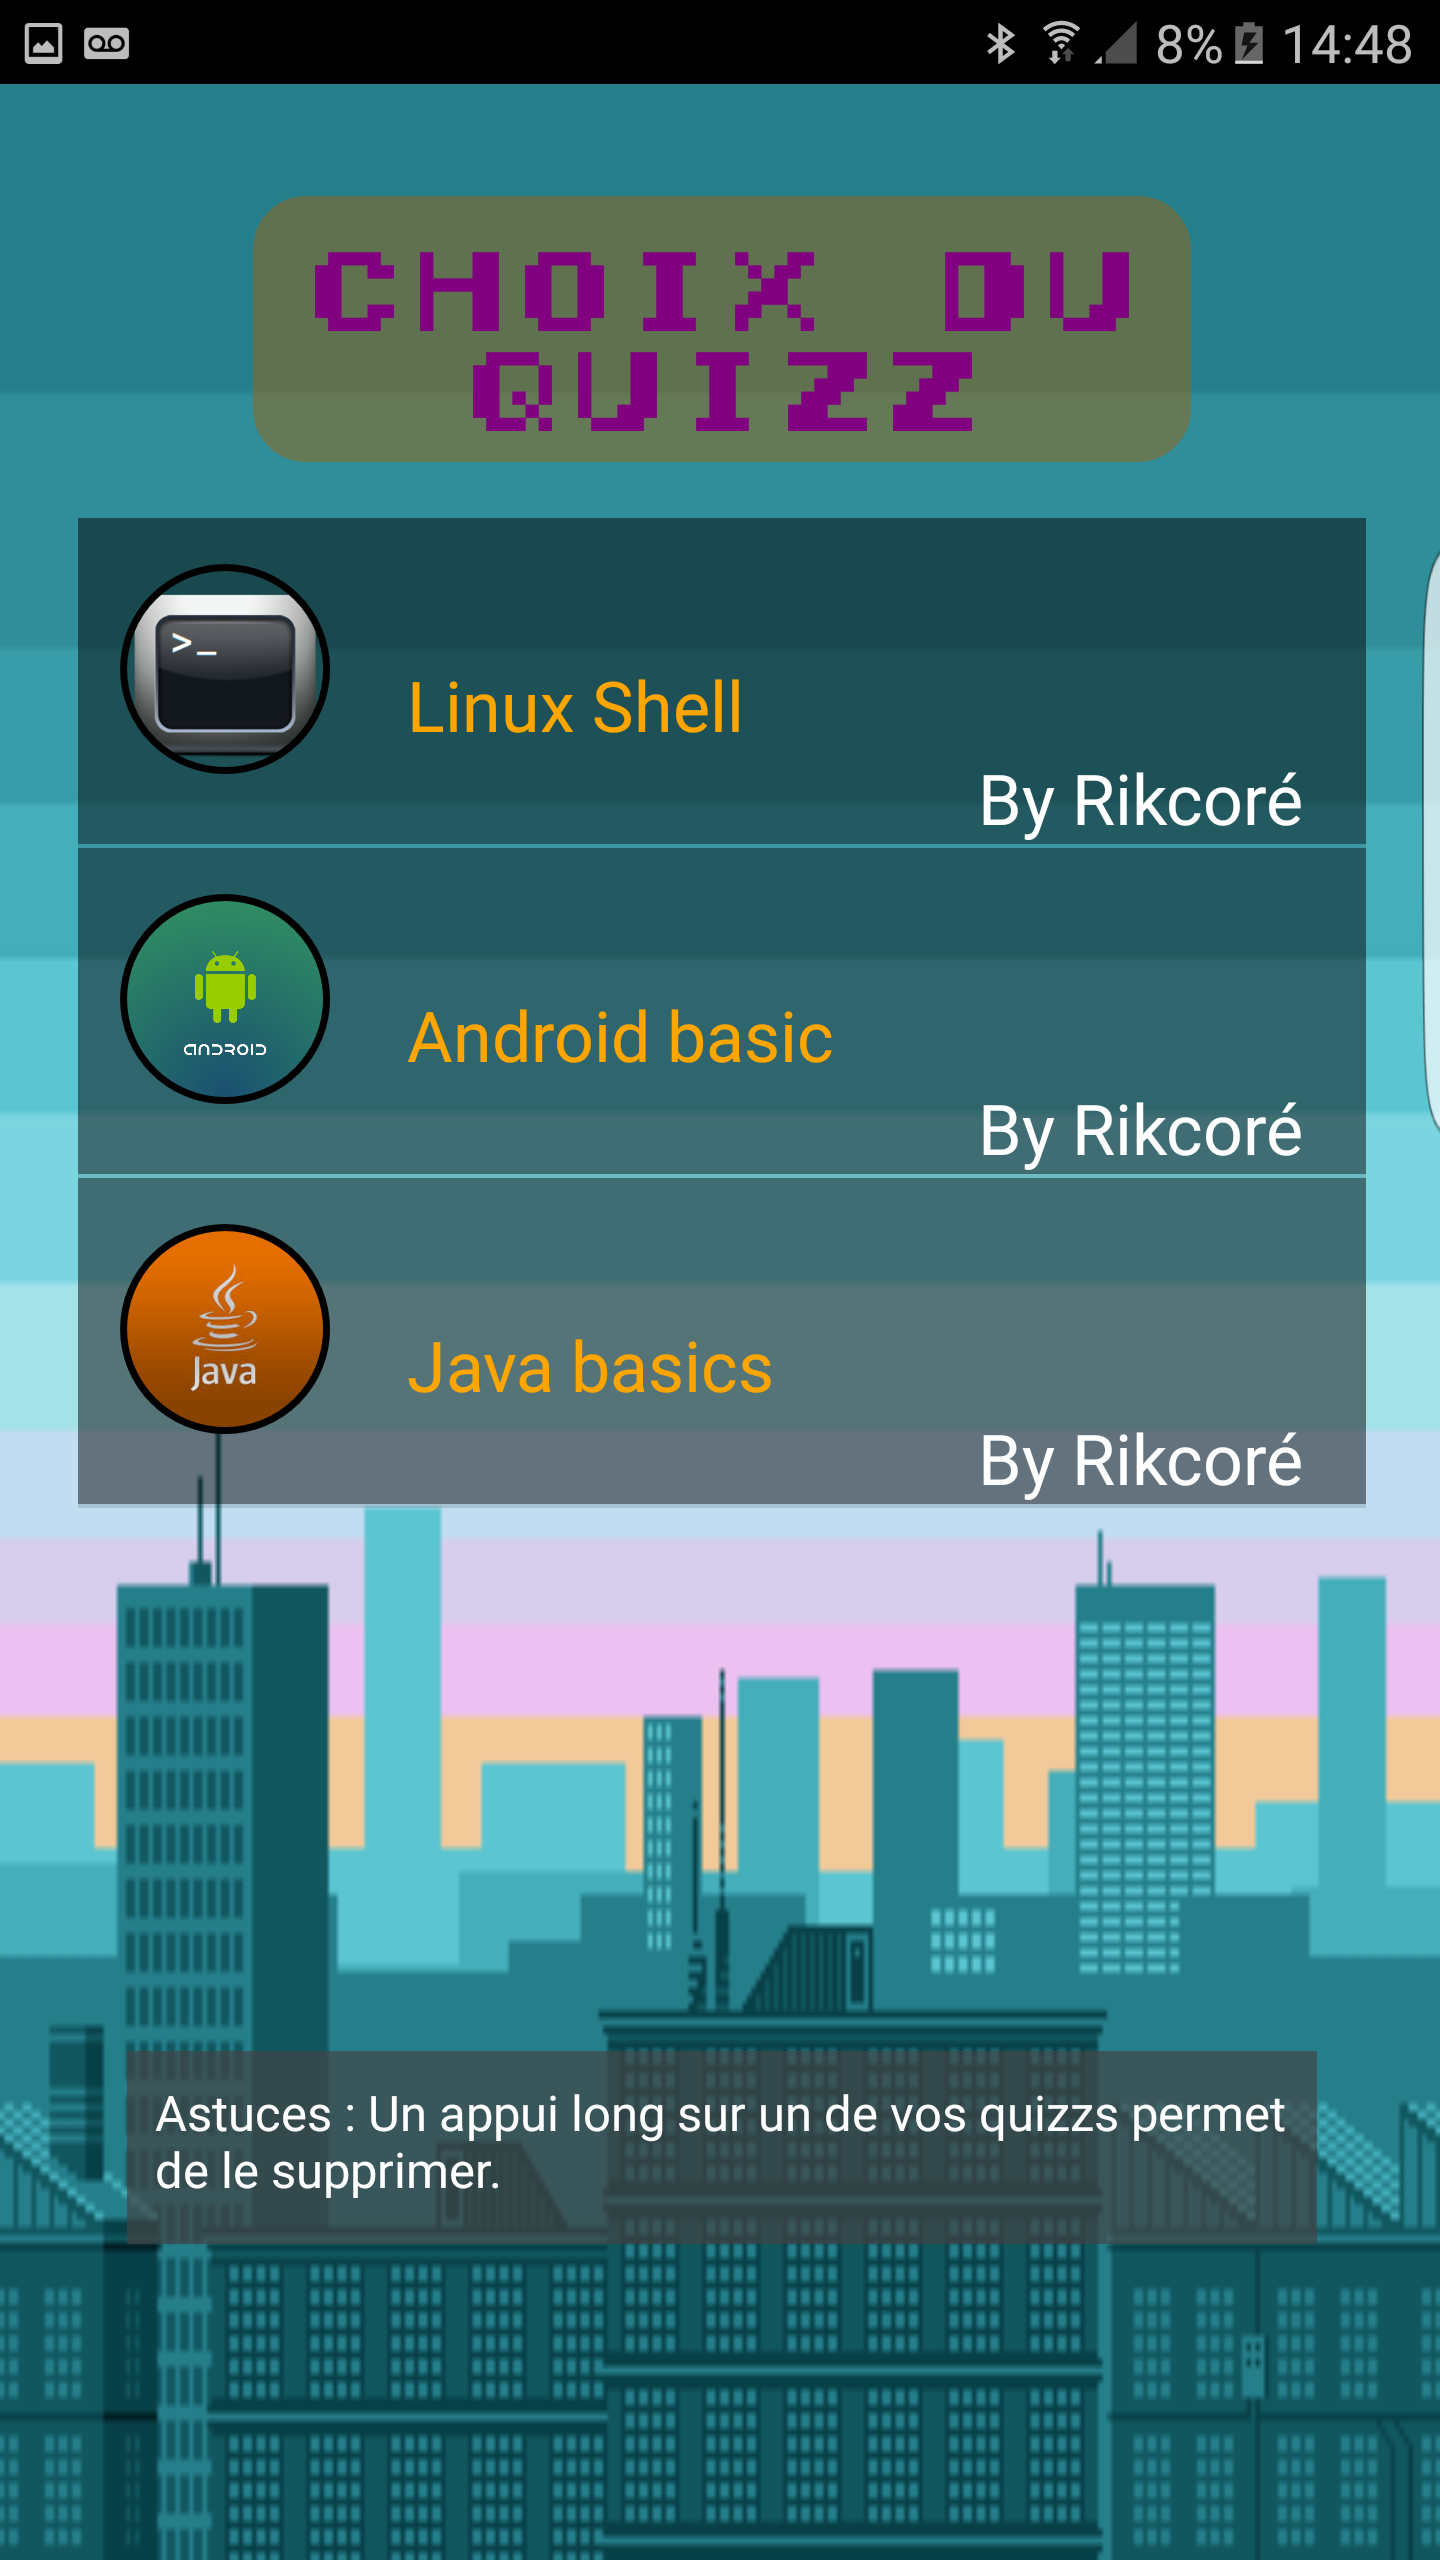 8% 14:48
CHOIX DU
QUIZZ
>_
Linux Shell
By Rikcoré
ANDROID
Android basic
By Rikcoré
Java
Java basics
By Rikcoré
Astuces : Un appui long sur un de vos quizzs permet
de le supprimer.